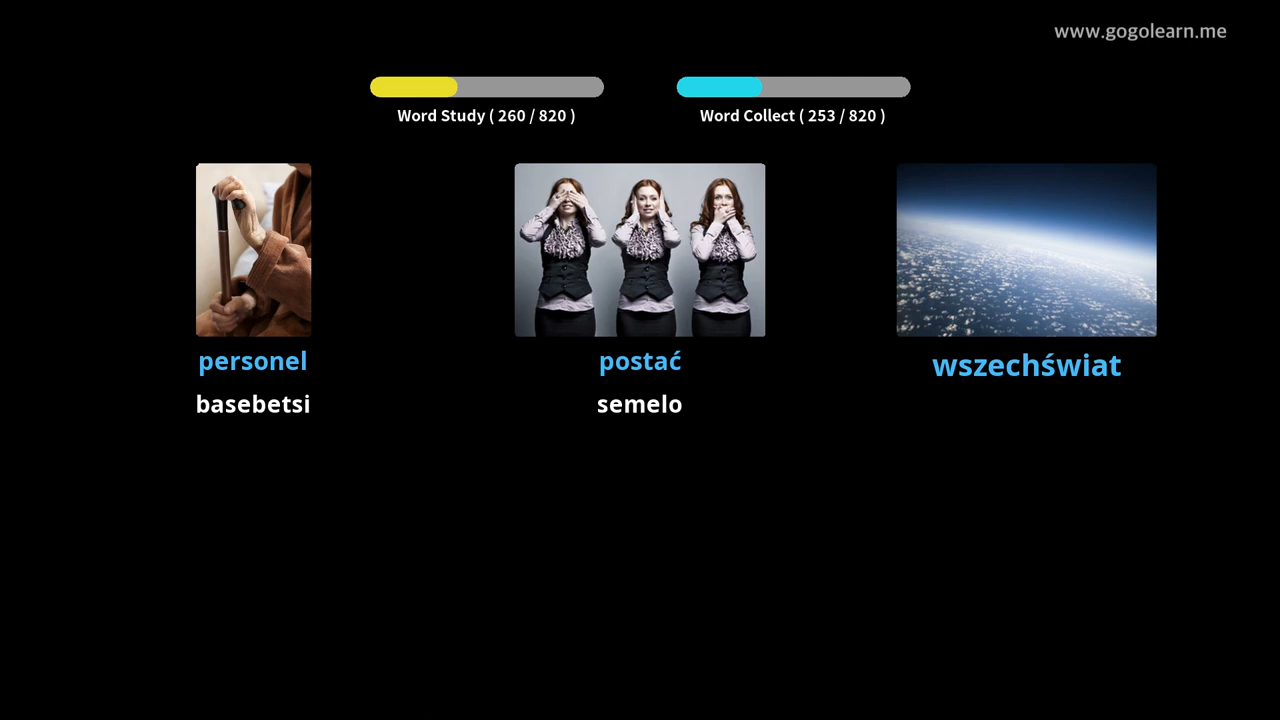 www.gogolearn.me
Word Study ( 260 / 820 )
Word Collect ( 253 / 820 )
personel
postać
wszechświat
basebetsi
semelo